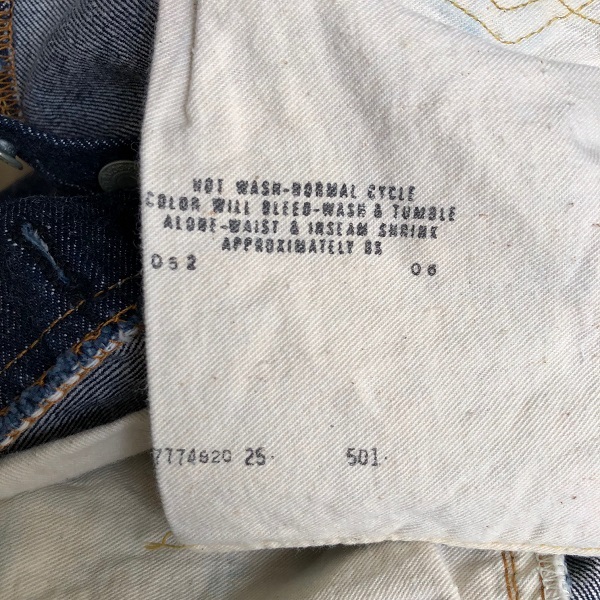 HOT WASH-NORMAL CYCLE
COLOR WILL BLEED-WASH & TUMBLE
ALONE-WAIST & INSEAM SHRINK
APPROXIMATELY 8%
052 06
7774820 25 501